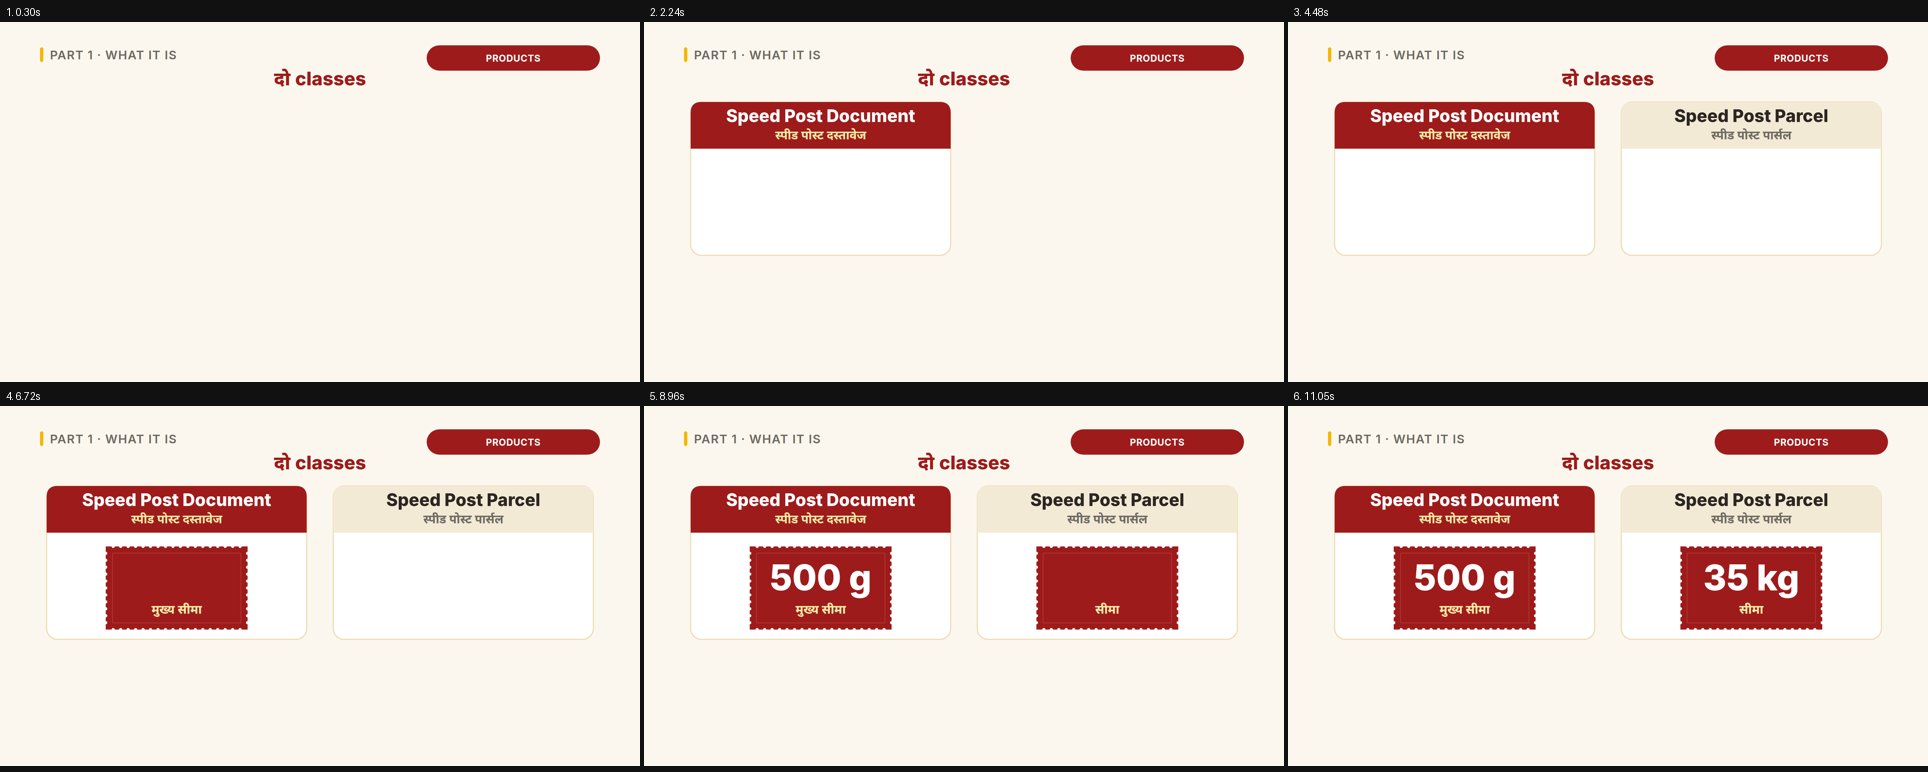 1. 0.30s
PART 1 · WHAT IT IS
PRODUCTS
दो classes
2. 2.24s
PART 1 · WHAT IT IS
PRODUCTS
दो classes
Speed Post Document
स्पीड पोस्ट दस्तावेज
3. 4.48s
PART 1 · WHAT IT IS
PRODUCTS
दो classes
Speed Post Document
स्पीड पोस्ट दस्तावेज
Speed Post Parcel
स्पीड पोस्ट पार्सल
4. 6.72s
PART 1 · WHAT IT IS
PRODUCTS
दो classes
Speed Post Document
स्पीड पोस्ट दस्तावेज
मुख्य सीमा
Speed Post Parcel
स्पीड पोस्ट पार्सल
5. 8.96s
PART 1 · WHAT IT IS
PRODUCTS
दो classes
Speed Post Document
स्पीड पोस्ट दस्तावेज
500 g
मुख्य सीमा
Speed Post Parcel
स्पीड पोस्ट पार्सल
सीमा
6. 11.05s
PART 1 · WHAT IT IS
PRODUCTS
दो classes
Speed Post Document
स्पीड पोस्ट दस्तावेज
500 g
मुख्य सीमा
Speed Post Parcel
स्पीड पोस्ट पार्सल
35 kg
सीमा